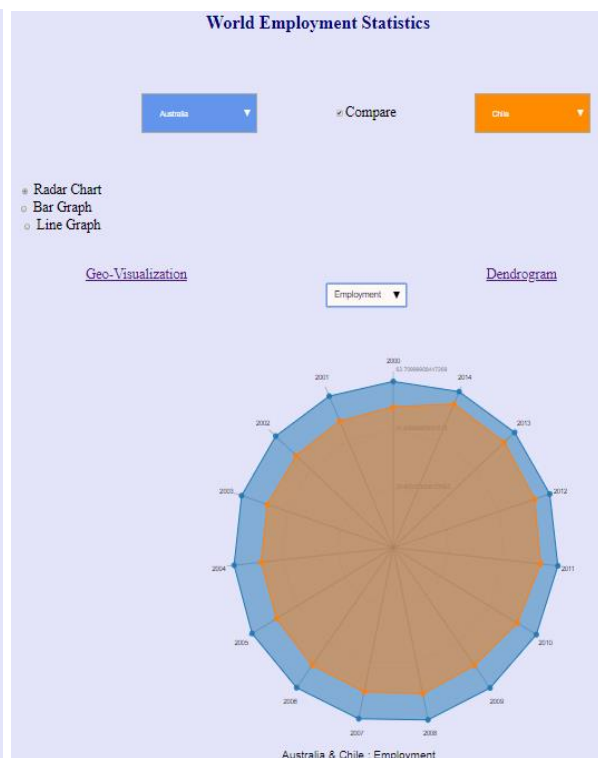 World Employment Statistics
Australia ▼
Compare
Chile ▼
Radar Chart
Bar Graph
Line Graph
Geo-Visualization
Dendrogram
Employment ▼
2000
2001
2014
2002
2013
2003
2012
2004
2011
2005
2010
2006
2009
2007
2008
Australia & Chile : Employment